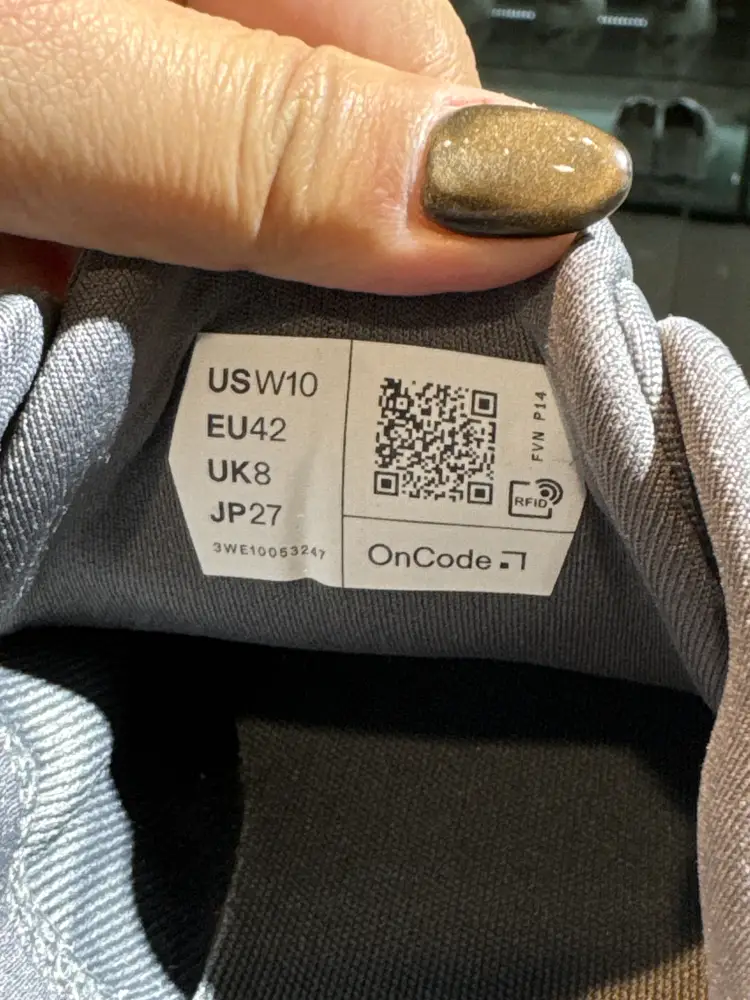 USW10
EU42
UK8
JP27
3WE10053247
FVN P14
RFID
OnCode